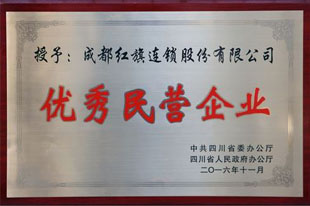 授予：成都红旗连锁股份有限公司
优秀民营企业
中共四川省委办公厅
四川省人民政府办公厅
二〇一六年十一月